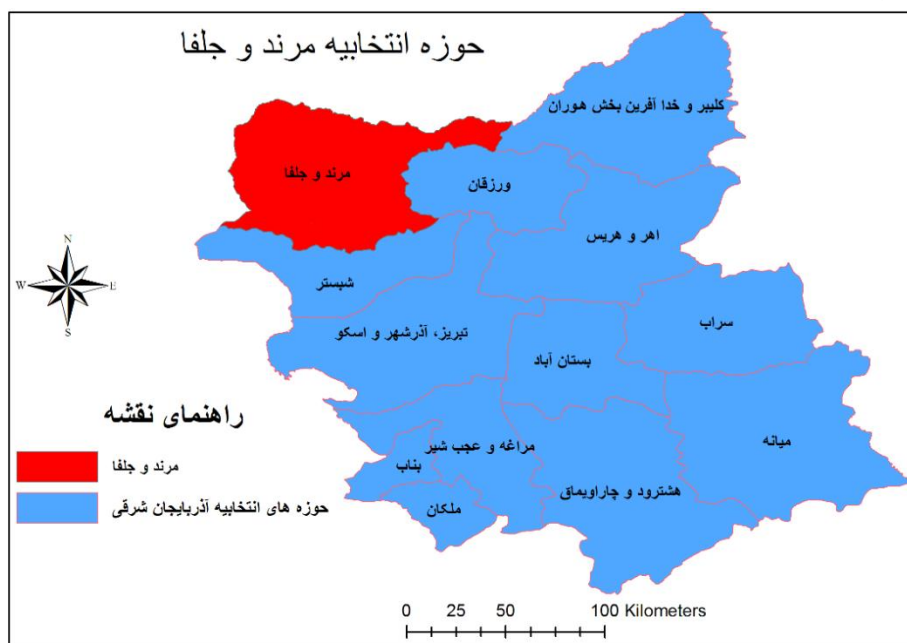 حوزه انتخابیه مرند و جلفا
کلیبر و خدا آفرین بخش هوران
مرند و جلفا
ورزقان
اهر و هریس
N
W
E
S
شبستر
تبریز، آذرشهر و اسکو
بستان آباد
سراب
راهنمای نقشه
مرند و جلفا
حوزه های انتخابیه آذربایجان شرقی
مراغه و عجب شیر
میانه
بناب
هشترود و چاراویماق
ملکان
0 25 50 100 Kilometers